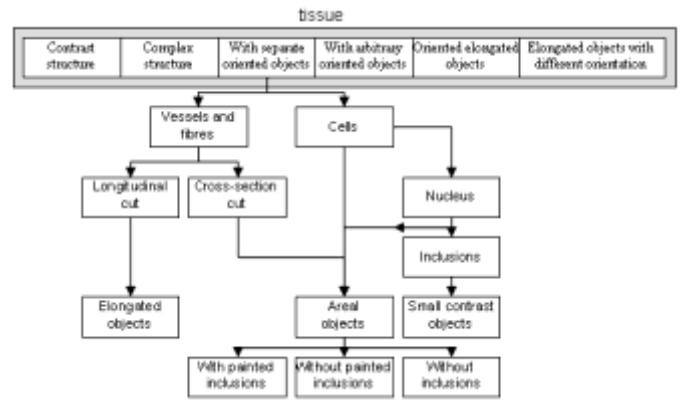 tissue
Contrast
structure
Complex
structure
With separate
oriented objects
With arbitrary
oriented objects
Oriented elongated
objects
Elongated objects with
different orientation
Vessels and
fibres
Cells
Longitudinal
cut
Cross-section
cut
Nucleus
Inclusions
Elongated
objects
Areal
objects
Small contrast
objects
With painted
inclusions
Without painted
inclusions
Without
inclusions